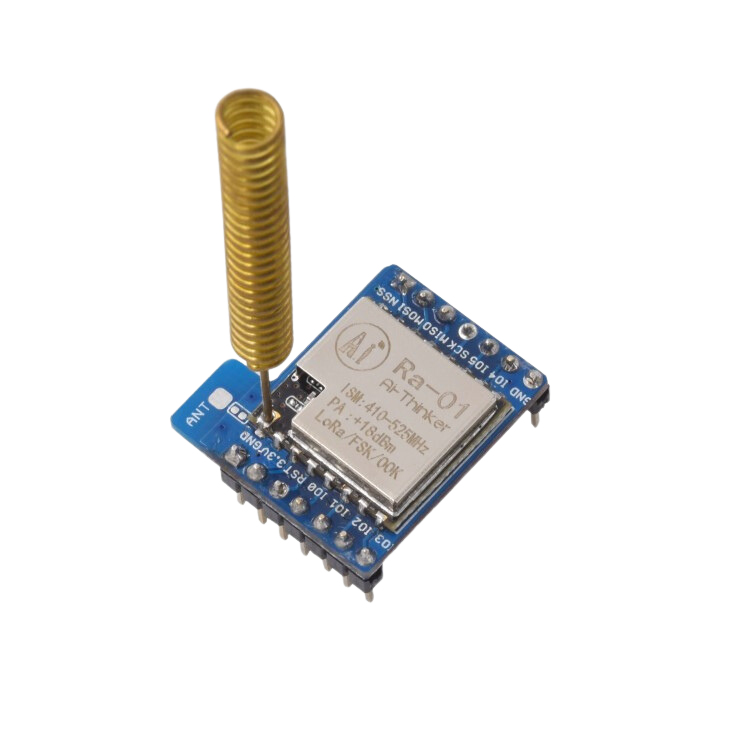 Ai
Ra-01
Ai-Thinker
ISM:410-525MHz
PA:+18dBm
LoRa/FSK/OOK
NSS MOSI MISO SCK IO5 IO4 GND
ANT
GND 3.3V RST IO0 IO1 IO2 IO3